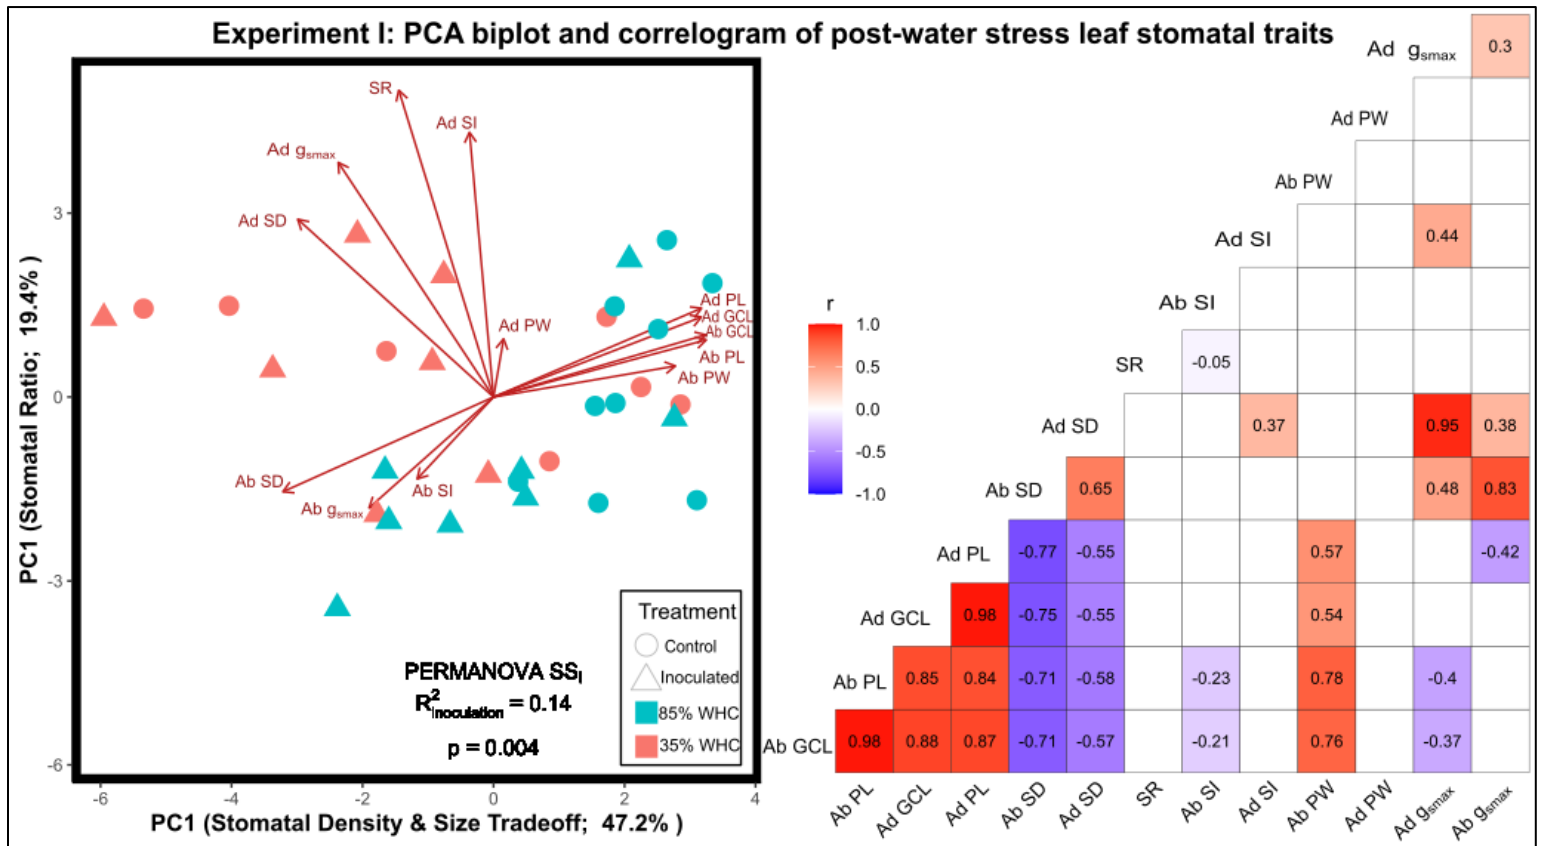 Experiment I: PCA biplot and correlogram of post-water stress leaf stomatal traits
PC1 (Stomatal Ratio; 19.4% )
3
0
-3
-6
-6
-4
-2
0
2
4
PC1 (Stomatal Density & Size Tradeoff; 47.2% )
SR
Ad SI
Ad gsmax
Ad SD
Ad PW
Ad PL
Ad GCL
Ab GCL
Ab PL
Ab PW
Ab SD
Ab gsmax
Ab SI
PERMANOVA SSI
R2Inoculation = 0.14
p = 0.004
Treatment
Control
Inoculated
85% WHC
35% WHC
r
1.0
0.5
0.0
-0.5
-1.0
Ad gsmax 0.3
Ad PW
Ab PW
Ad SI 0.44
Ab SI
SR -0.05
Ad SD 0.37 0.95 0.38
Ab SD 0.65 0.48 0.83
Ad PL -0.77 -0.55 0.57 -0.42
Ad GCL 0.98 -0.75 -0.55 0.54
Ab PL 0.85 0.84 -0.71 -0.58 -0.23 0.78 -0.4
Ab GCL 0.98 0.88 0.87 -0.71 -0.57 -0.21 0.76 -0.37
Ab PL Ad GCL Ad PL Ab SD Ad SD SR Ab SI Ad SI Ab PW Ad PW Ad gsmax Ab gsmax